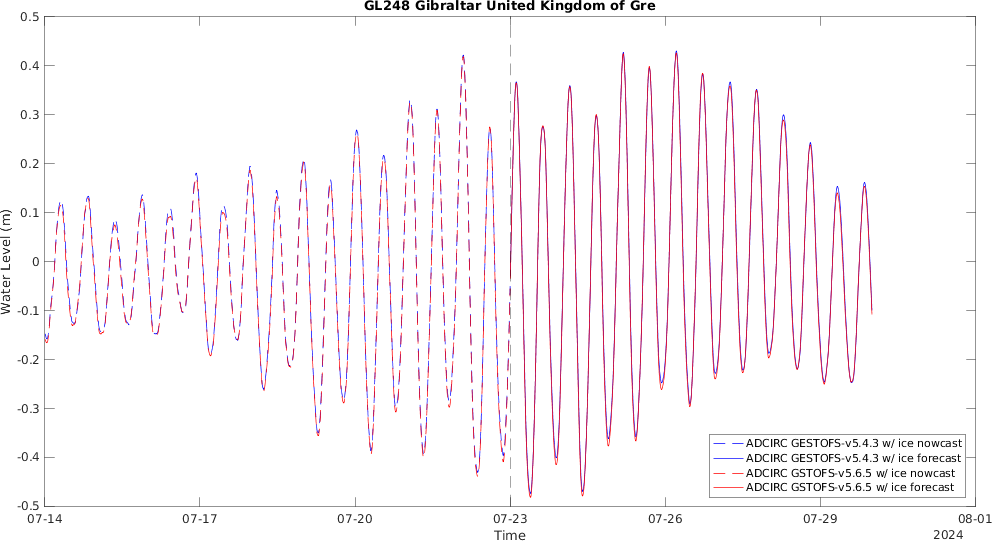 GL248 Gibraltar United Kingdom of Gre
0.5
0.4
0.3
0.2
0.1
0
-0.1
-0.2
-0.3
-0.4
-0.5
Water Level (m)
07-14
07-17
07-20
07-23
07-26
07-29
08-01
Time
2024
ADCIRC GESTOFS-v5.4.3 w/ ice nowcast
ADCIRC GESTOFS-v5.4.3 w/ ice forecast
ADCIRC GSTOFS-v5.6.5 w/ ice nowcast
ADCIRC GSTOFS-v5.6.5 w/ ice forecast